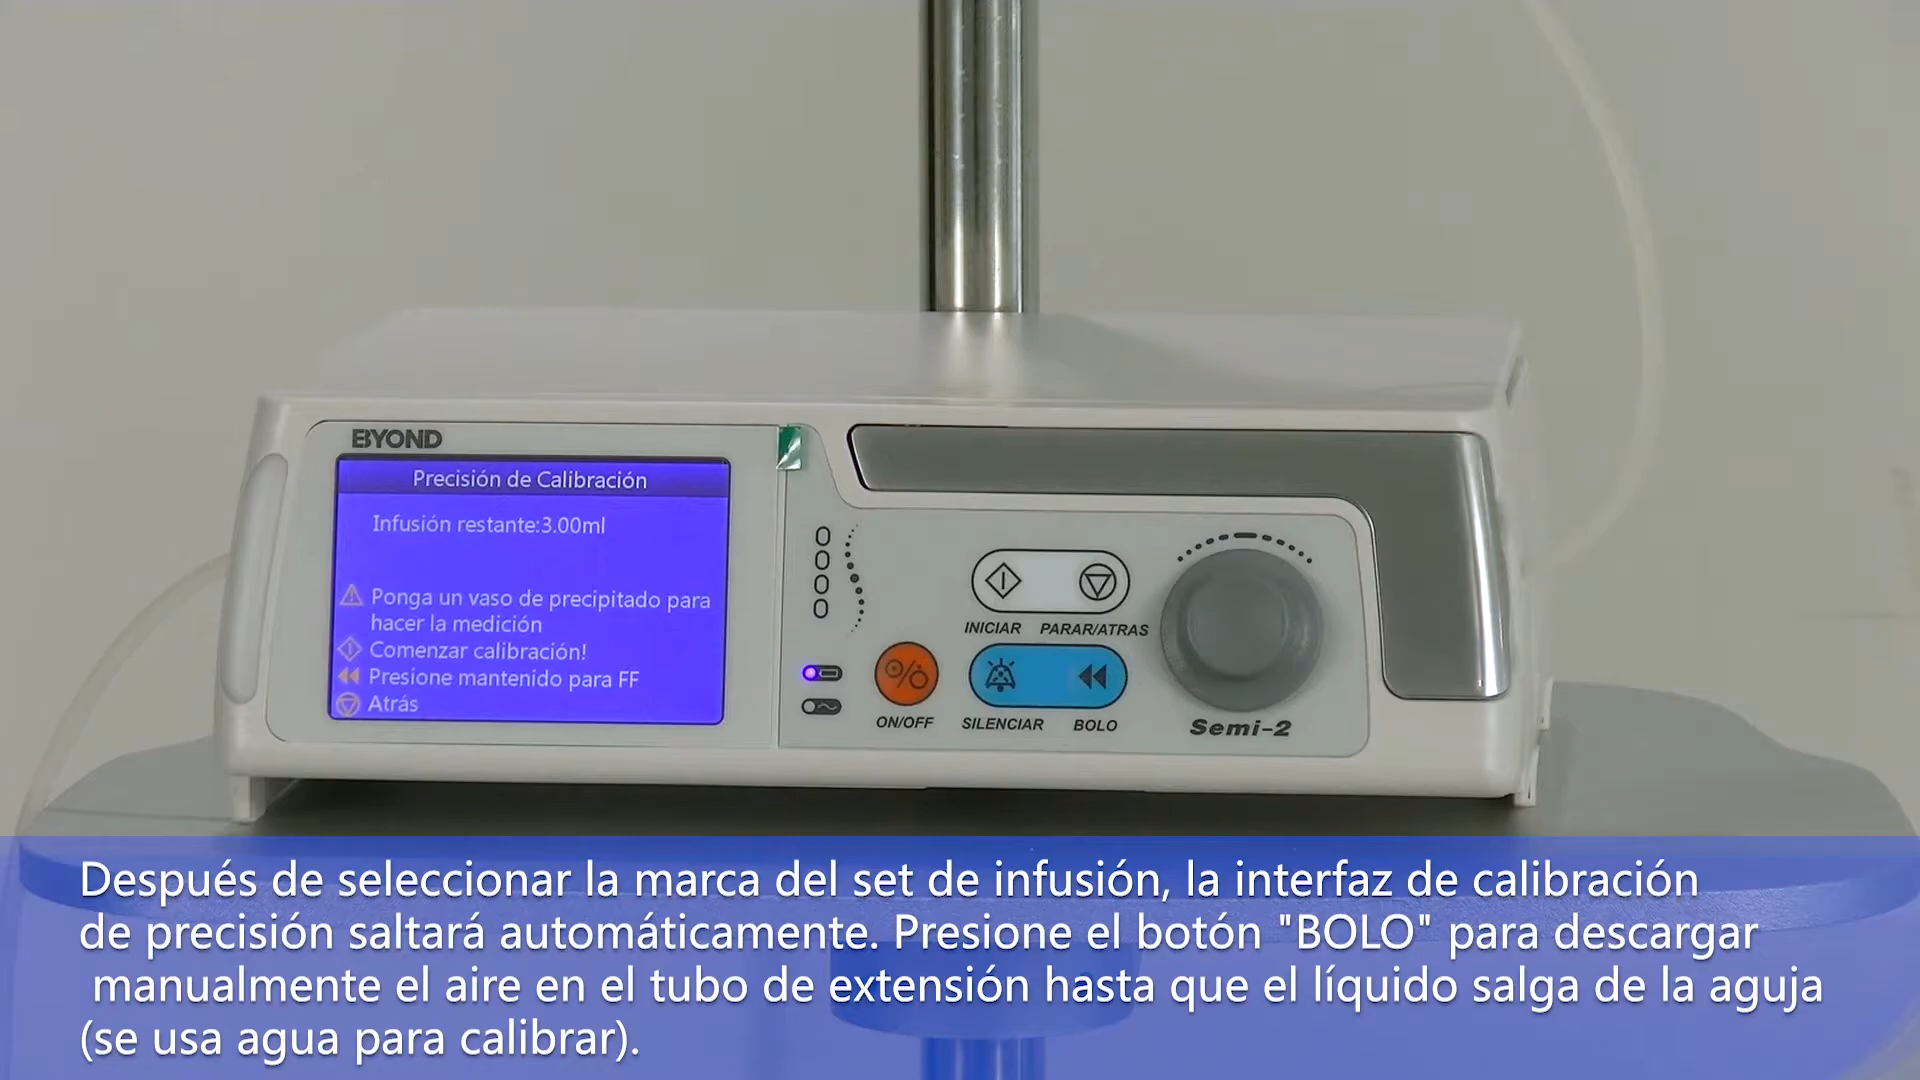 BYOND
Precisión de Calibración
Infusión restante:3.00ml
Ponga un vaso de precipitado para
hacer la medición
Comenzar calibración!
Presione mantenido para FF
Atrás
INICIAR PARAR/ATRAS
ON/OFF SILENCIAR BOLO
Semi-2
Después de seleccionar la marca del set de infusión, la interfaz de calibración
de precisión saltará automáticamente. Presione el botón "BOLO" para descargar
manualmente el aire en el tubo de extensión hasta que el líquido salga de la aguja
(se usa agua para calibrar).